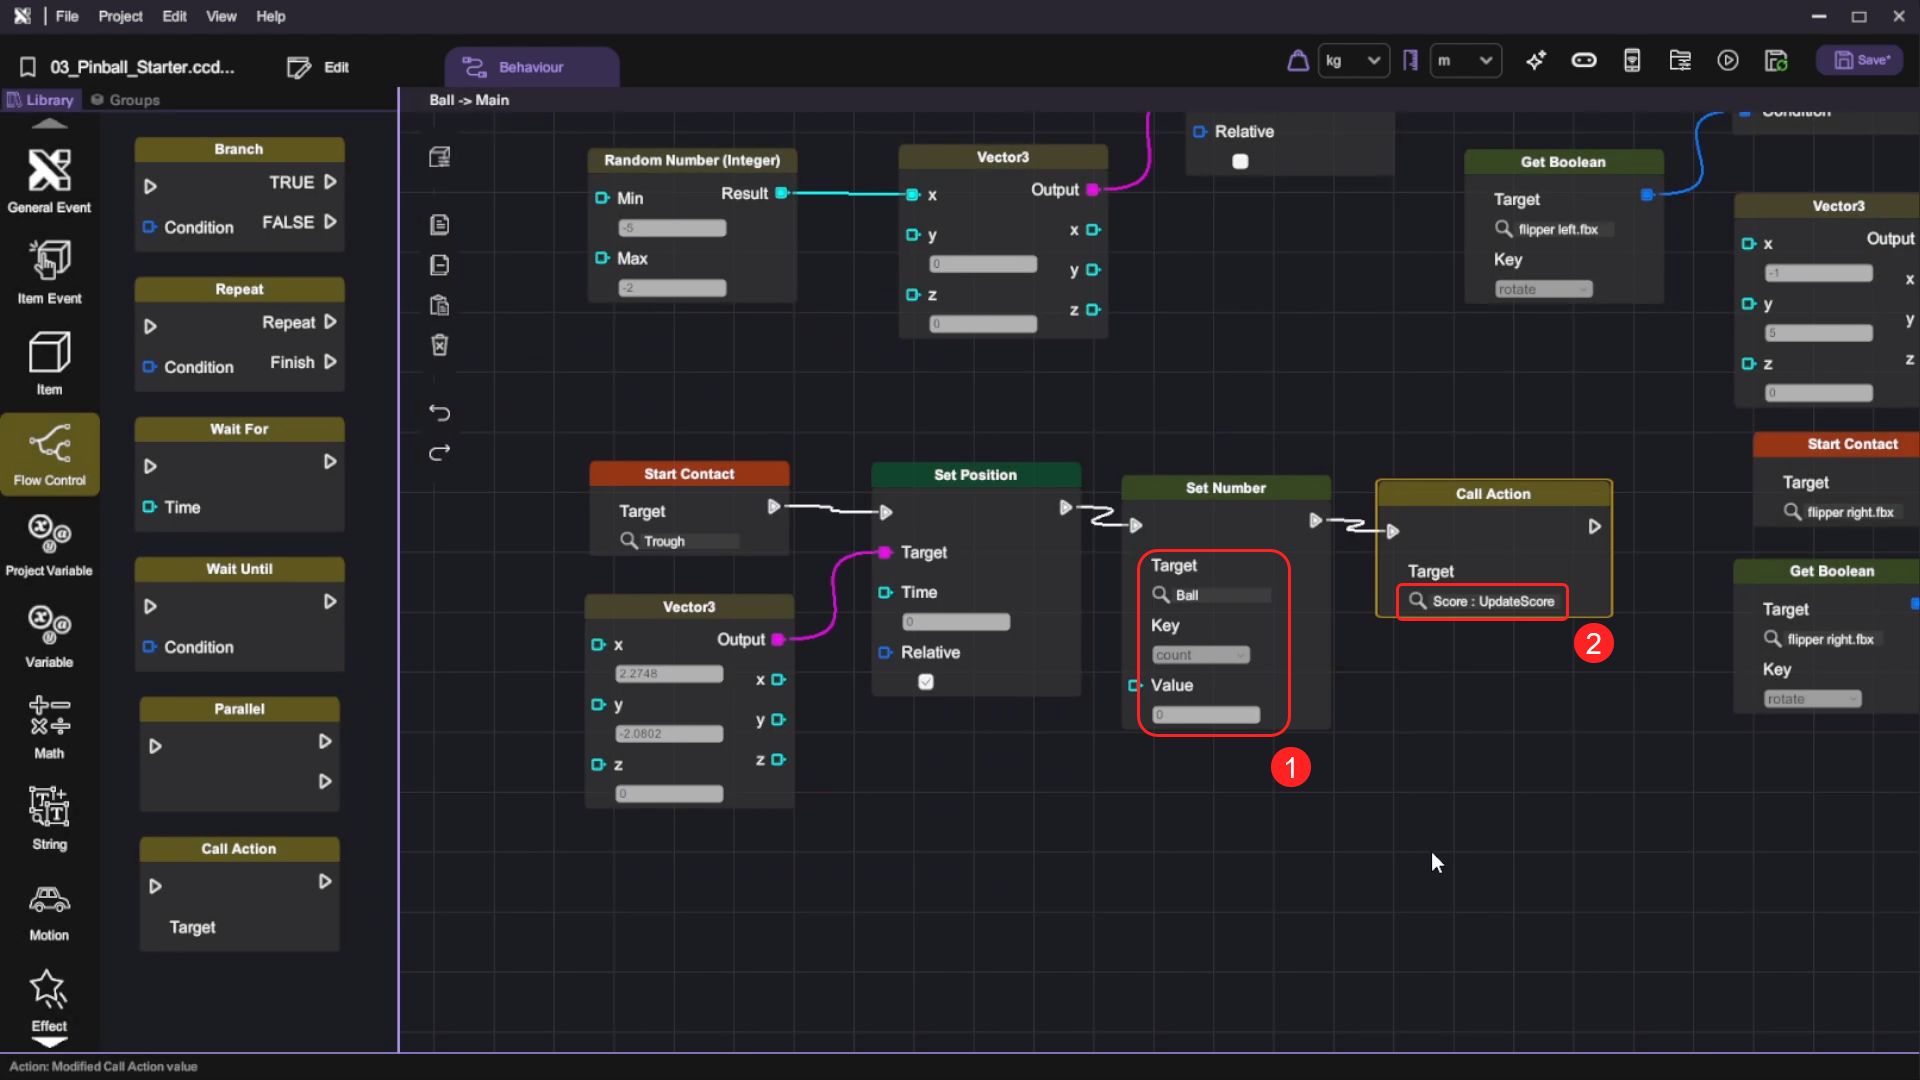 File Project Edit View Help
03_Pinball_Starter.ccd...
Edit
Behaviour
kg
m
Save*
Library
Groups
Ball -> Main
General Event
Item Event
Item
Flow Control
Project Variable
Variable
Math
String
Motion
Effect
Branch
TRUE
Condition
FALSE
Repeat
Repeat
Condition
Finish
Wait For
Time
Wait Until
Condition
Parallel
Call Action
Target
Random Number (Integer)
Min
Result
-5
Max
-2
Vector3
x
Output
y
x
0
y
z
z
0
Relative
Get Boolean
Target
flipper left.fbx
Key
rotate
Condition
Vector3
x
Output
-1
x
y
y
5
z
z
0
Start Contact
Target
Trough
Set Position
Target
Time
0
Relative
Vector3
x
Output
2.2748
x
y
y
-2.0802
z
z
0
Set Number
Target
Ball
Key
count
Value
0
1
Call Action
Target
Score : UpdateScore
2
Start Contact
Target
flipper right.fbx
Get Boolean
Target
flipper right.fbx
Key
rotate
Action: Modified Call Action value